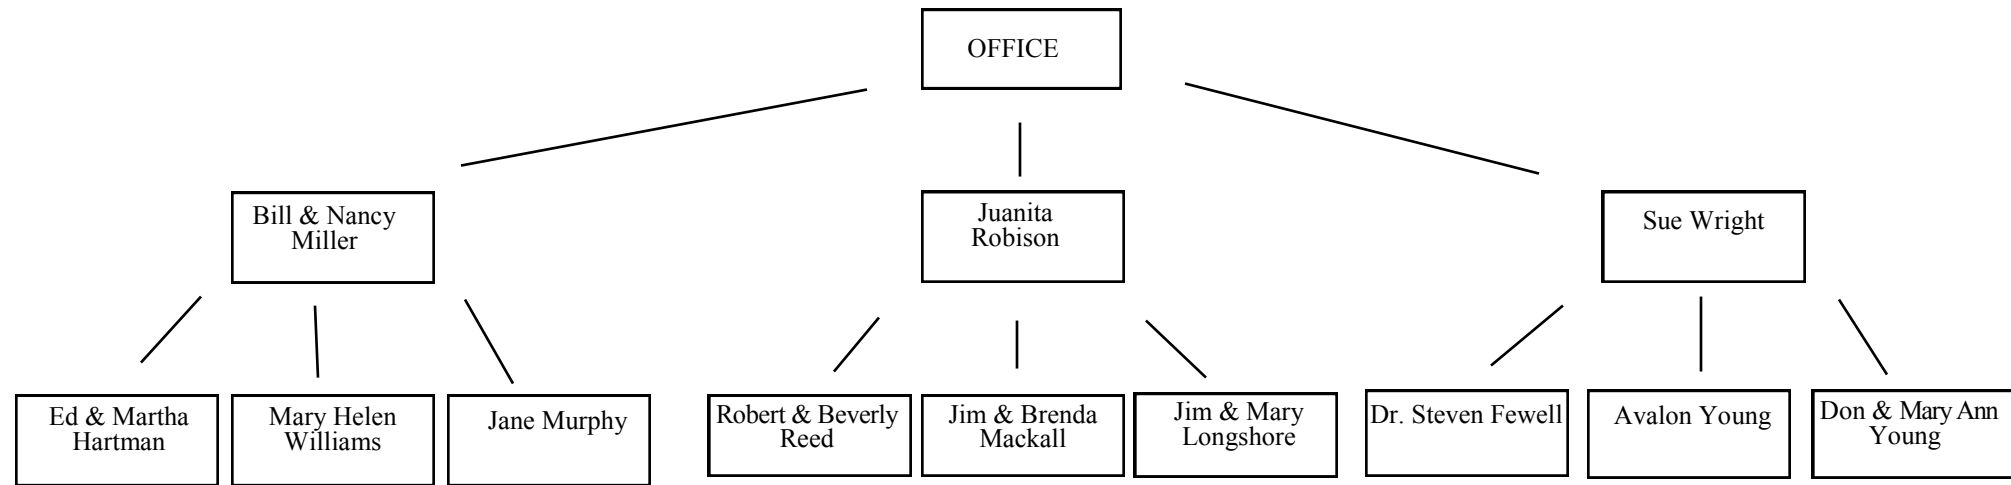 OFFICE
Bill & Nancy
Miller
Juanita
Robison
Sue Wright
Ed & Martha
Hartman
Mary Helen
Williams
Jane Murphy
Robert & Beverly
Reed
Jim & Brenda
Mackall
Jim & Mary
Longshore
Dr. Steven Fewell
Avalon Young
Don & Mary Ann
Young